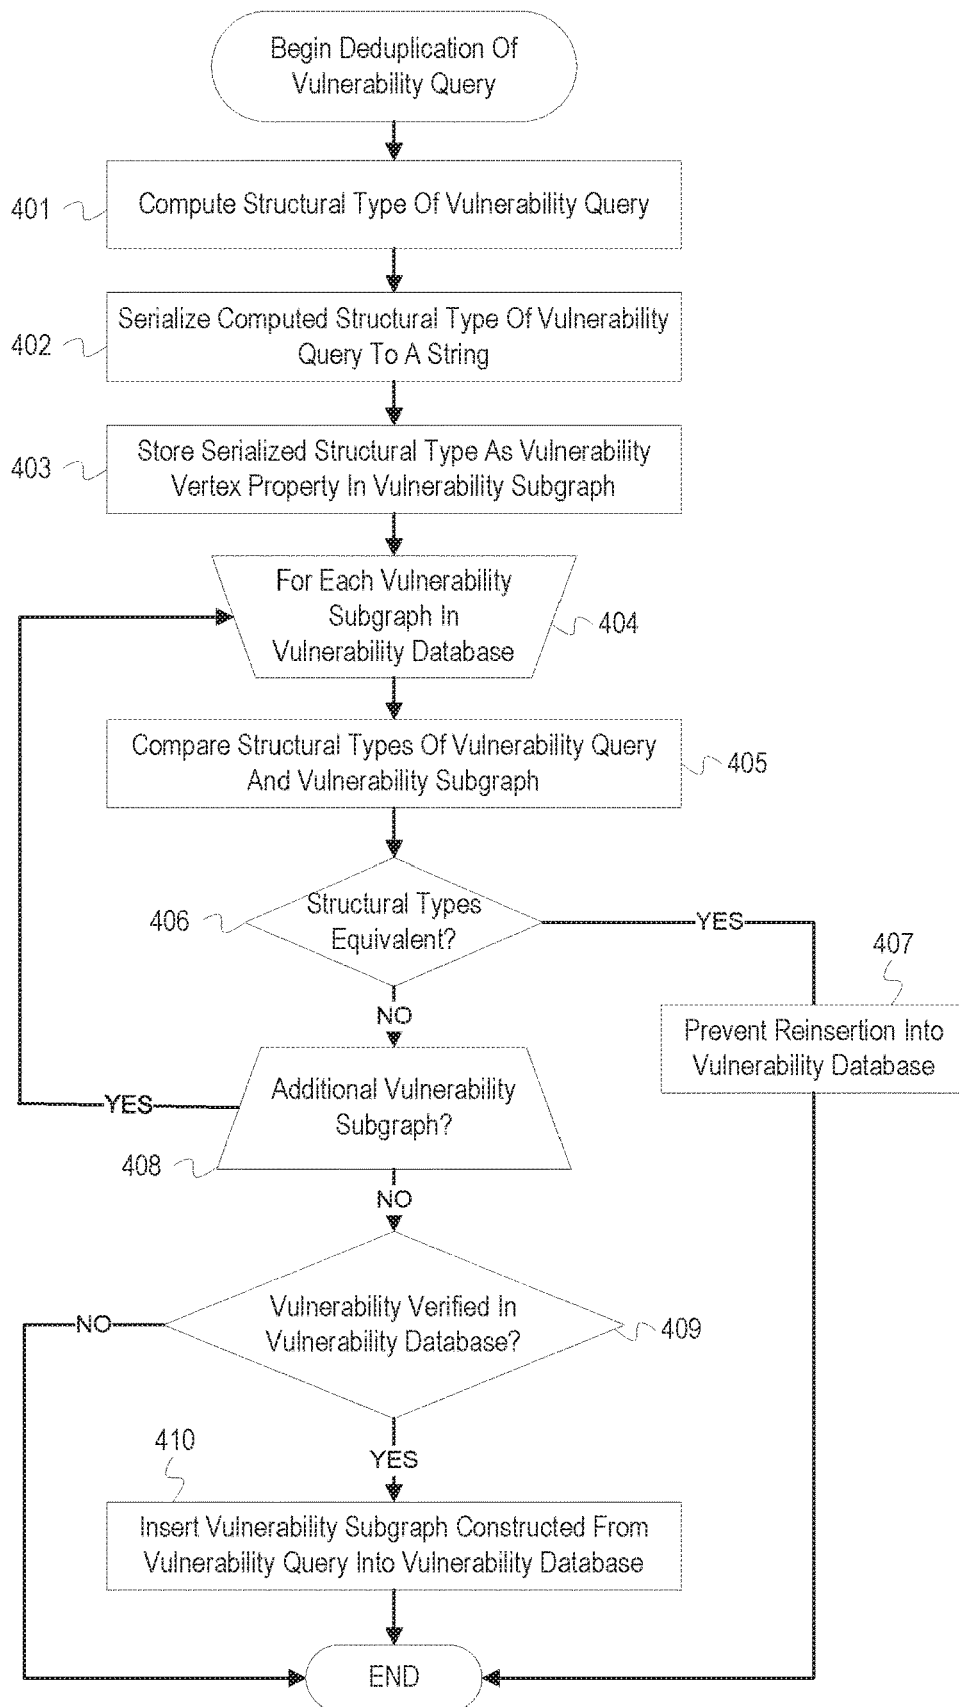 Begin Deduplication Of
Vulnerability Query
401
Compute Structural Type Of Vulnerability Query
402
Serialize Computed Structural Type Of Vulnerability
Query To A String
403
Store Serialized Structural Type As Vulnerability
Vertex Property In Vulnerability Subgraph
For Each Vulnerability
Subgraph In
Vulnerability Database
404
Compare Structural Types Of Vulnerability Query
And Vulnerability Subgraph
405
406
Structural Types
Equivalent?
YES
407
Prevent Reinsertion Into
Vulnerability Database
NO
Additional Vulnerability
Subgraph?
YES
408
NO
Vulnerability Verified In
Vulnerability Database?
NO
409
YES
410
Insert Vulnerability Subgraph Constructed From
Vulnerability Query Into Vulnerability Database
END